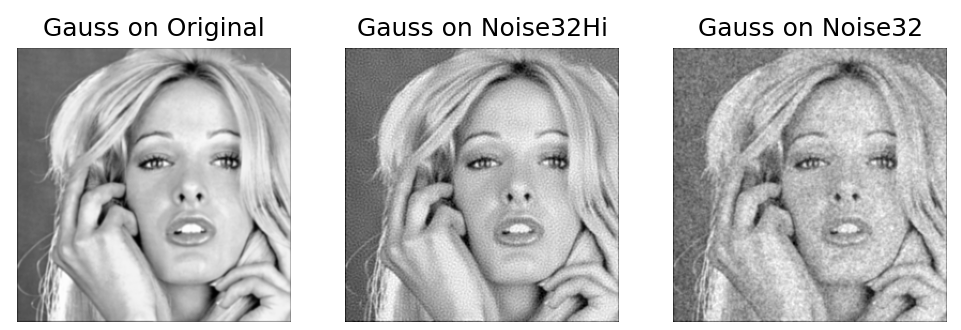 Gauss on Original
Gauss on Noise32Hi
Gauss on Noise32